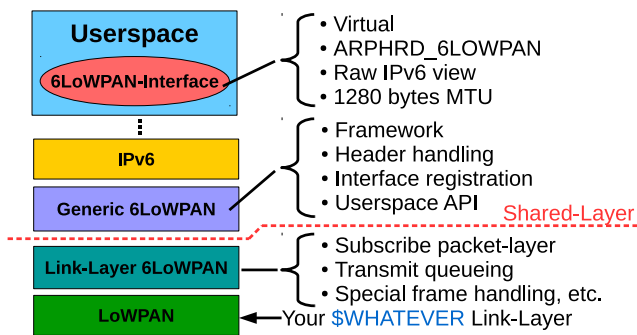 Userspace
6LoWPAN-Interface
• Virtual
• ARPHRD_6LOWPAN
• Raw IPv6 view
• 1280 bytes MTU
IPv6
Generic 6LoWPAN
• Framework
• Header handling
• Interface registration
• Userspace API
Shared-Layer
Link-Layer 6LoWPAN
• Subscribe packet-layer
• Transmit queueing
• Special frame handling, etc.
LoWPAN
Your $WHATEVER Link-Layer